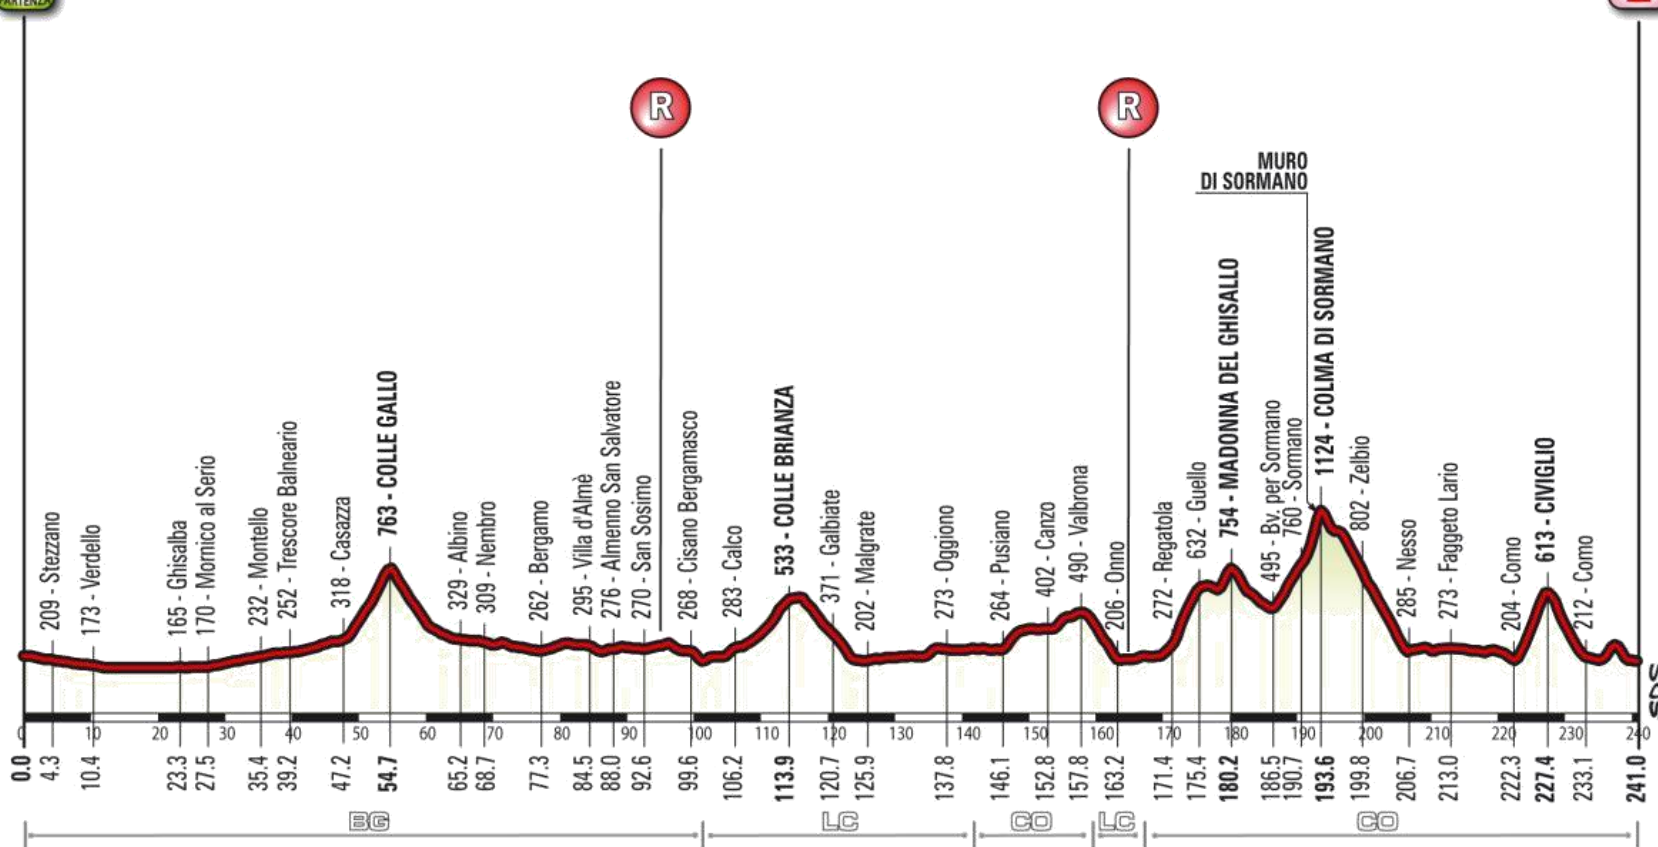 PARTENZA
R
R
MURO
DI SORMANO
209 - Stezzano
173 - Verdello
165 - Ghisalba
170 - Mornico al Serio
232 - Montello
252 - Trescore Balneario
318 - Casazza
763 - COLLE GALLO
329 - Albino
309 - Nembro
262 - Bergamo
295 - Villa d'Almè
276 - Almenno San Salvatore
270 - San Sosimo
268 - Cisano Bergamasco
283 - Calco
533 - COLLE BRIANZA
371 - Galbiate
202 - Malgrate
273 - Oggiono
264 - Pusiano
402 - Canzo
490 - Valbrona
206 - Onno
272 - Regatola
632 - Guello
754 - MADONNA DEL GHISALLO
495 - Bv. per Sormano
760 - Sormano
1124 - COLMA DI SORMANO
802 - Zelbio
285 - Nesso
273 - Faggeto Lario
204 - Como
613 - CIVIGLIO
212 - Como
SDS
0 10 20 30 40 50 60 70 80 90 100 110 120 130 140 150 160 170 180 190 200 210 220 230 240
0.0 4.3 10.4 23.3 27.5 35.4 39.2 47.2 54.7 65.2 68.7 77.3 84.5 88.0 92.6 99.6 106.2 113.9 120.7 125.9 137.8 146.1 152.8 157.8 163.2 171.4 175.4 180.2 186.5 190.7 193.6 199.8 206.7 213.0 222.3 227.4 233.1 241.0
BG LC CO LC CO